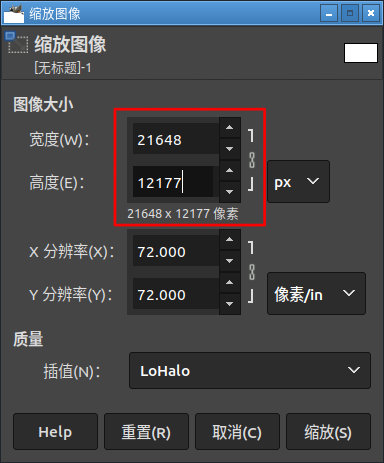 缩放图像
缩放图像
[无标题]-1
图像大小
宽度(W)： 21648
高度(E)： 12177 px
21648 x 12177 像素
X 分辨率(X)： 72.000
Y 分辨率(Y)： 72.000 像素/in
质量
插值(N)： LoHalo
Help 重置(R) 取消(C) 缩放(S)